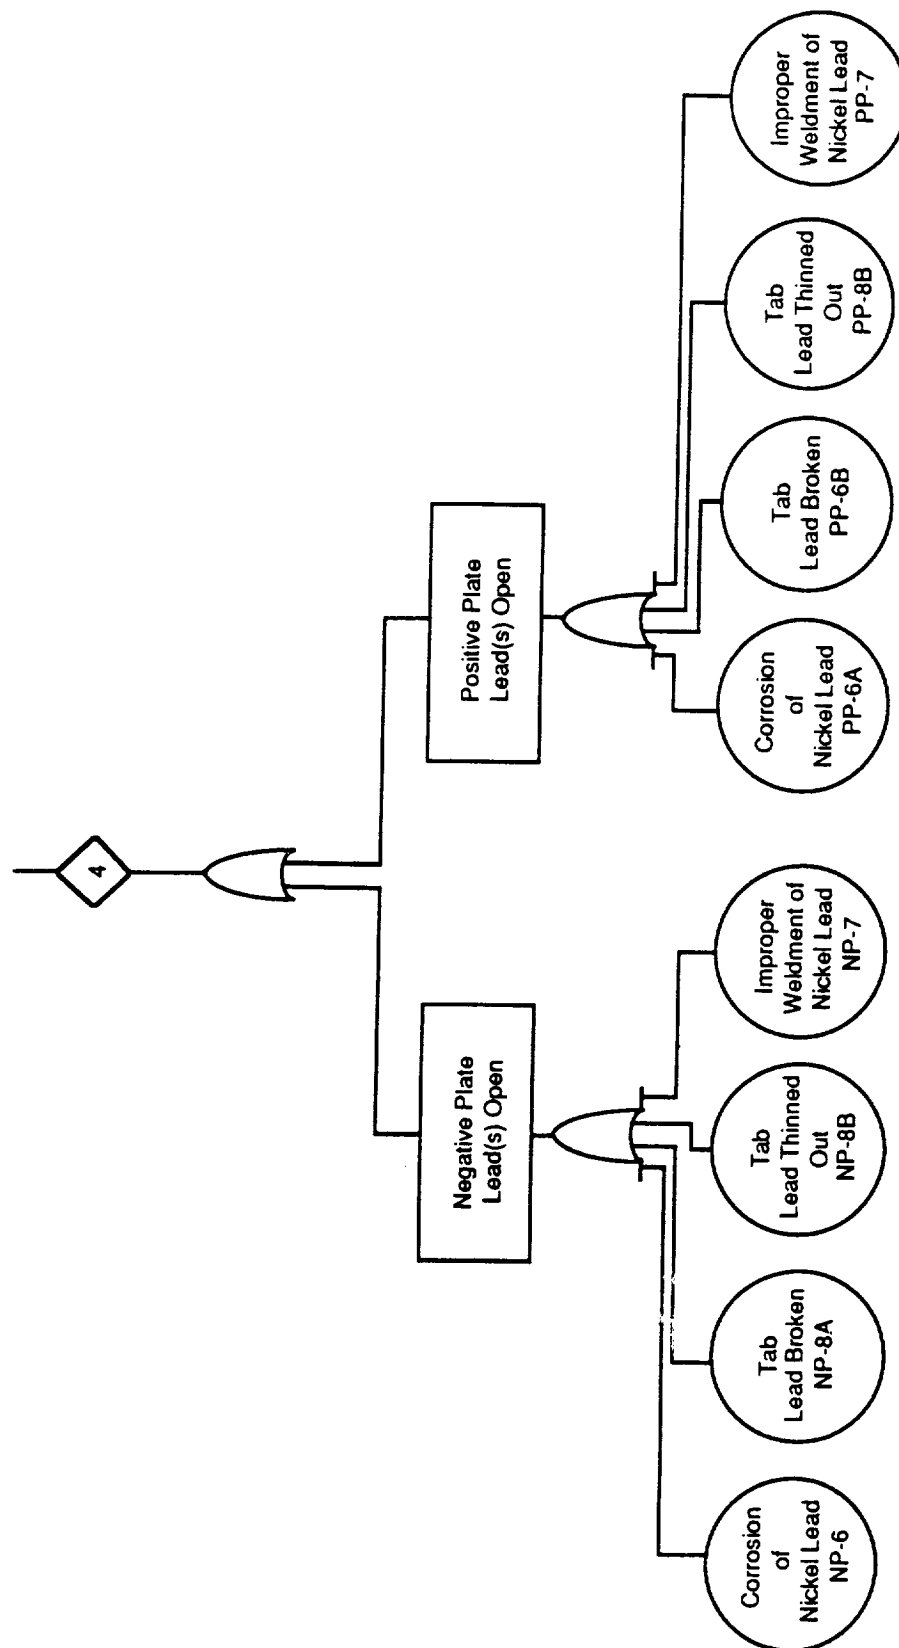 4
Negative Plate
Lead(s) Open
Positive Plate
Lead(s) Open
Corrosion
of
Nickel Lead
NP-6
Tab
Lead Broken
NP-8A
Tab
Lead Thinned
Out
NP-8B
Improper
Weldment of
Nickel Lead
NP-7
Corrosion
of
Nickel Lead
PP-6A
Tab
Lead Broken
PP-6B
Tab
Lead Thinned
Out
PP-8B
Improper
Weldment of
Nickel Lead
PP-7